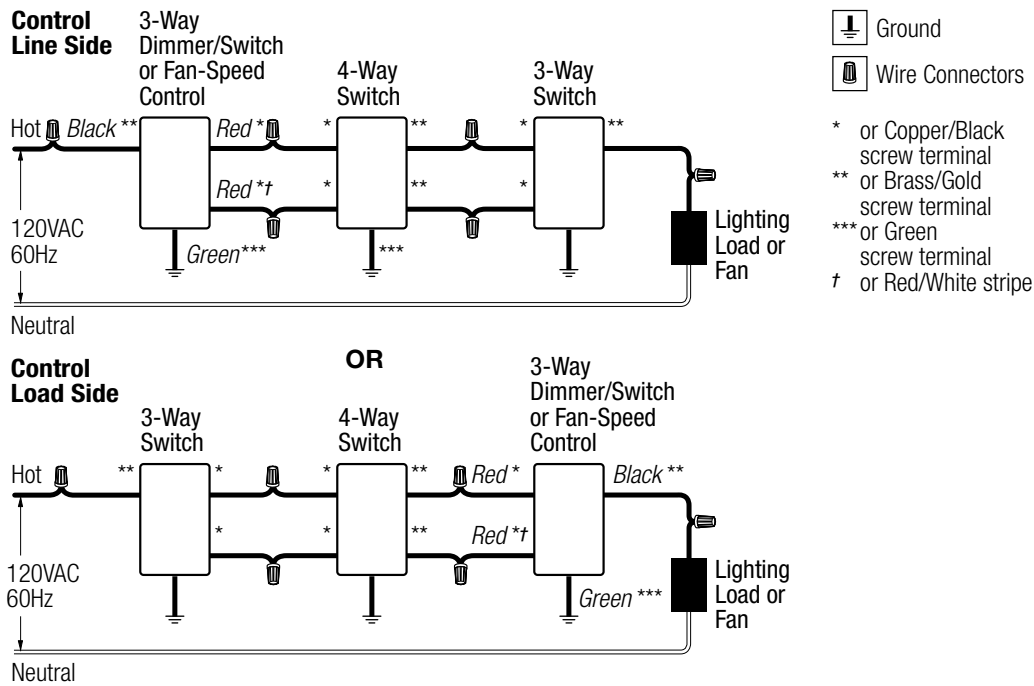 Control
Line Side
3-Way
Dimmer/Switch
or Fan-Speed
Control
4-Way
Switch
3-Way
Switch
Hot
Black **
Red *
*
**
*
**
Red *†
*
**
*
120VAC
60Hz
Green***
***
Lighting
Load or
Fan
Neutral
Ground
Wire Connectors
* or Copper/Black
screw terminal
** or Brass/Gold
screw terminal
*** or Green
screw terminal
† or Red/White stripe
OR
Control
Load Side
3-Way
Switch
4-Way
Switch
3-Way
Dimmer/Switch
or Fan-Speed
Control
Hot
**
*
*
**
Red *
Black **
*
*
**
Red *†
120VAC
60Hz
Green ***
Lighting
Load or
Fan
Neutral